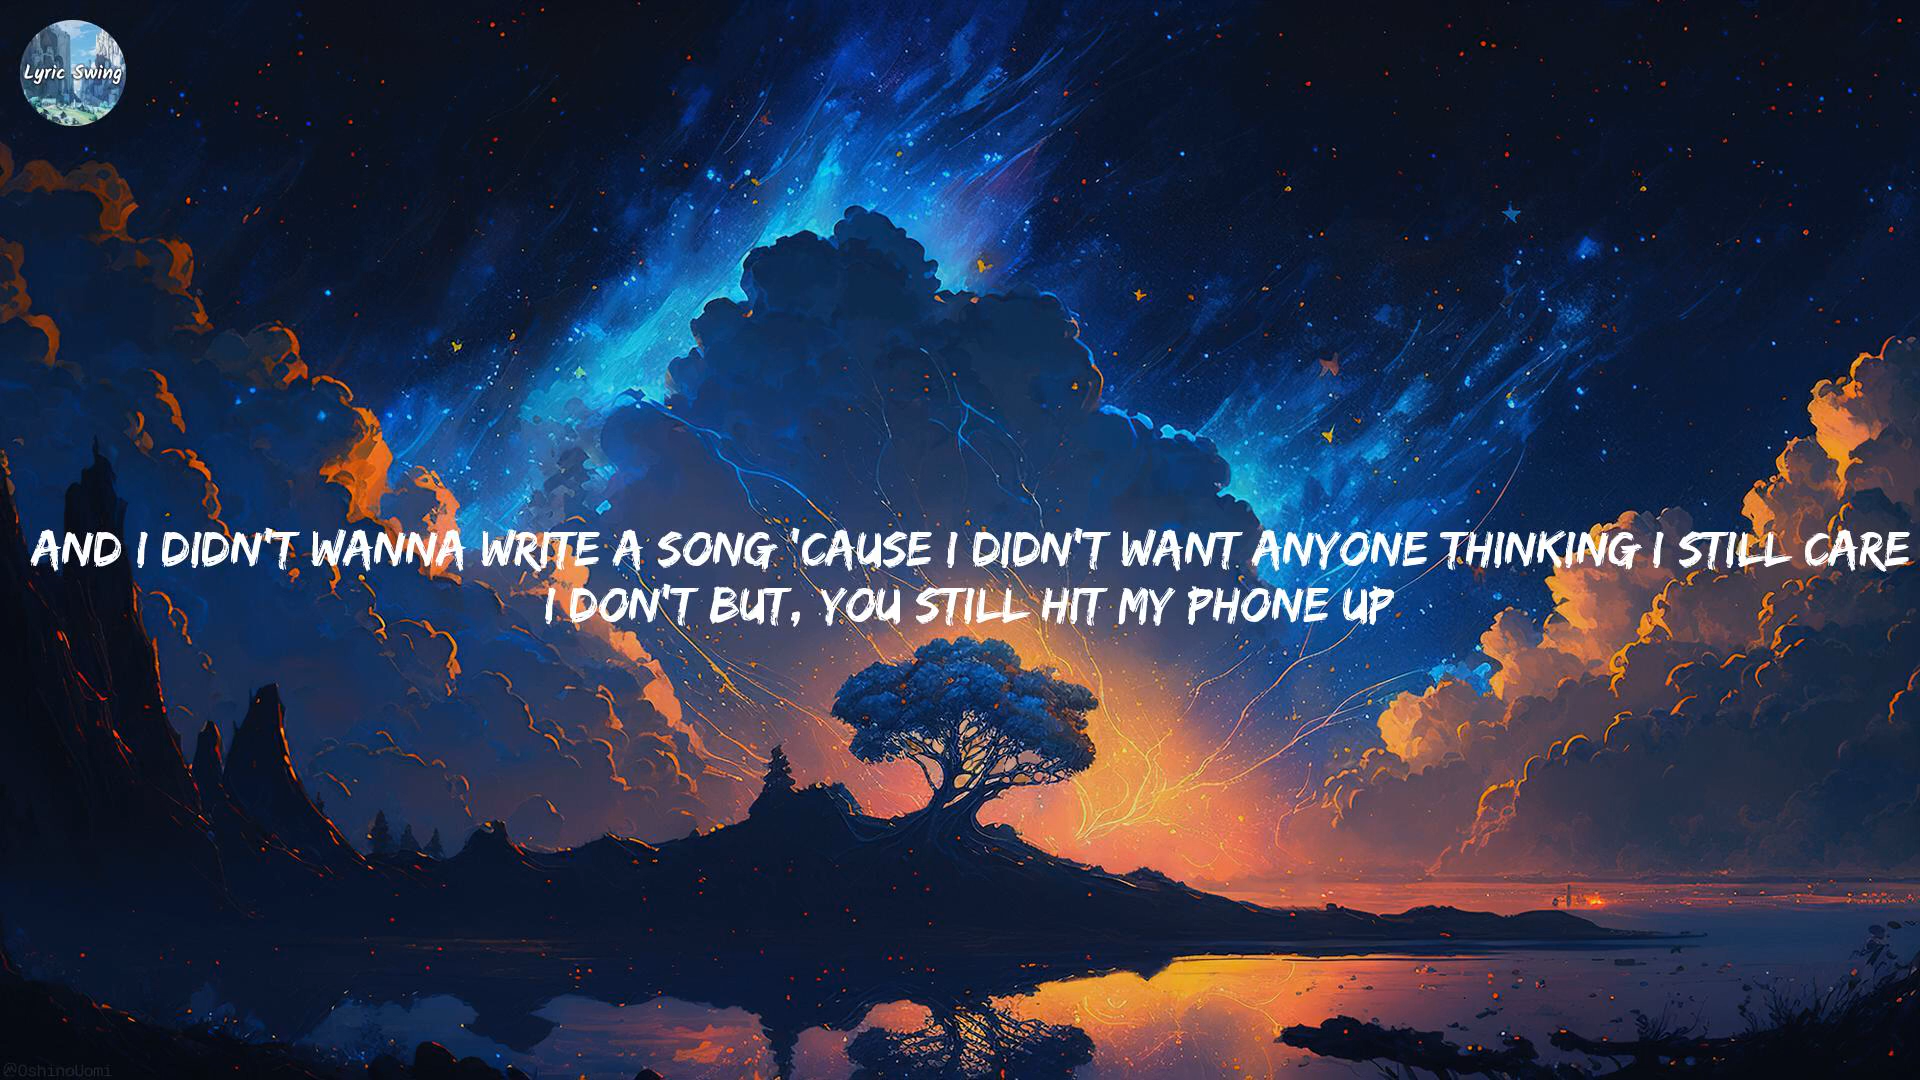 Lyric Swing
AND I DIDN'T WANNA WRITE A SONG 'CAUSE I DIDN'T WANT ANYONE THINKING I STILL CARE
I DON'T BUT, YOU STILL HIT MY PHONE UP
@OshinoUomi